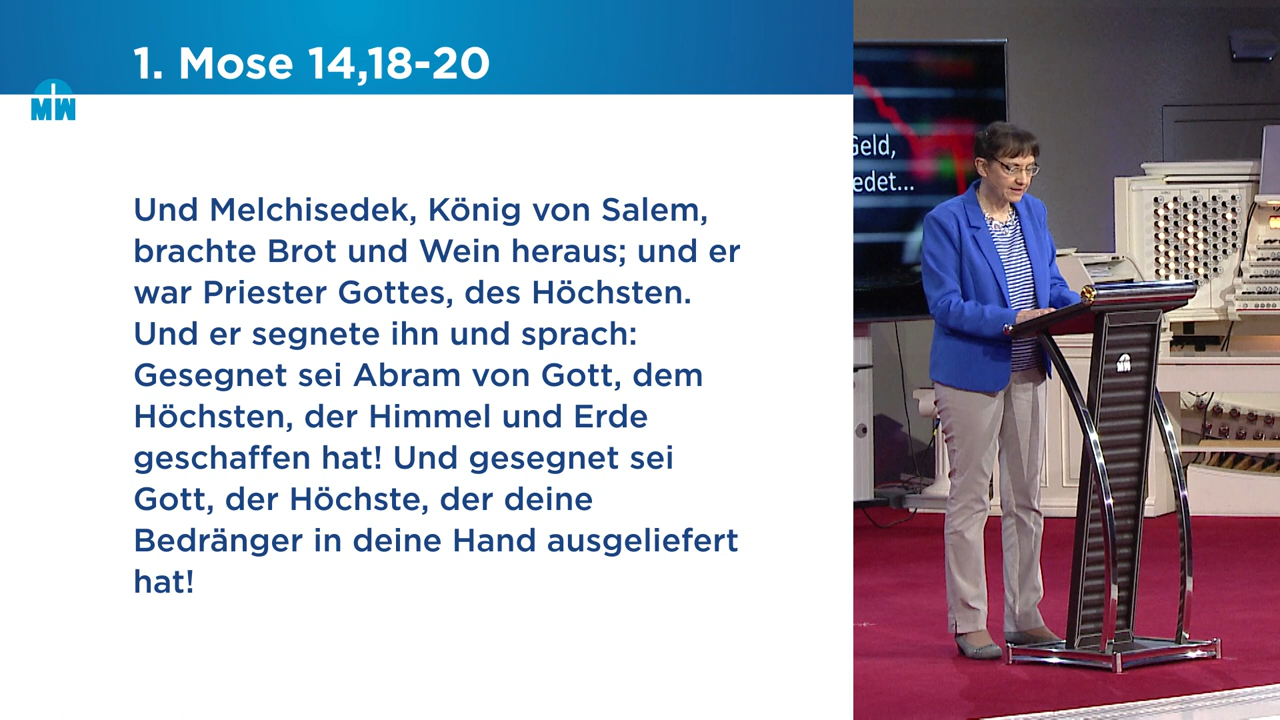 1. Mose 14,18-20
MW
Und Melchisedek, König von Salem,
brachte Brot und Wein heraus; und er
war Priester Gottes, des Höchsten.
Und er segnete ihn und sprach:
Gesegnet sei Abram von Gott, dem
Höchsten, der Himmel und Erde
geschaffen hat! Und gesegnet sei
Gott, der Höchste, der deine
Bedränger in deine Hand ausgeliefert
hat!
Geld,
edet...
MW